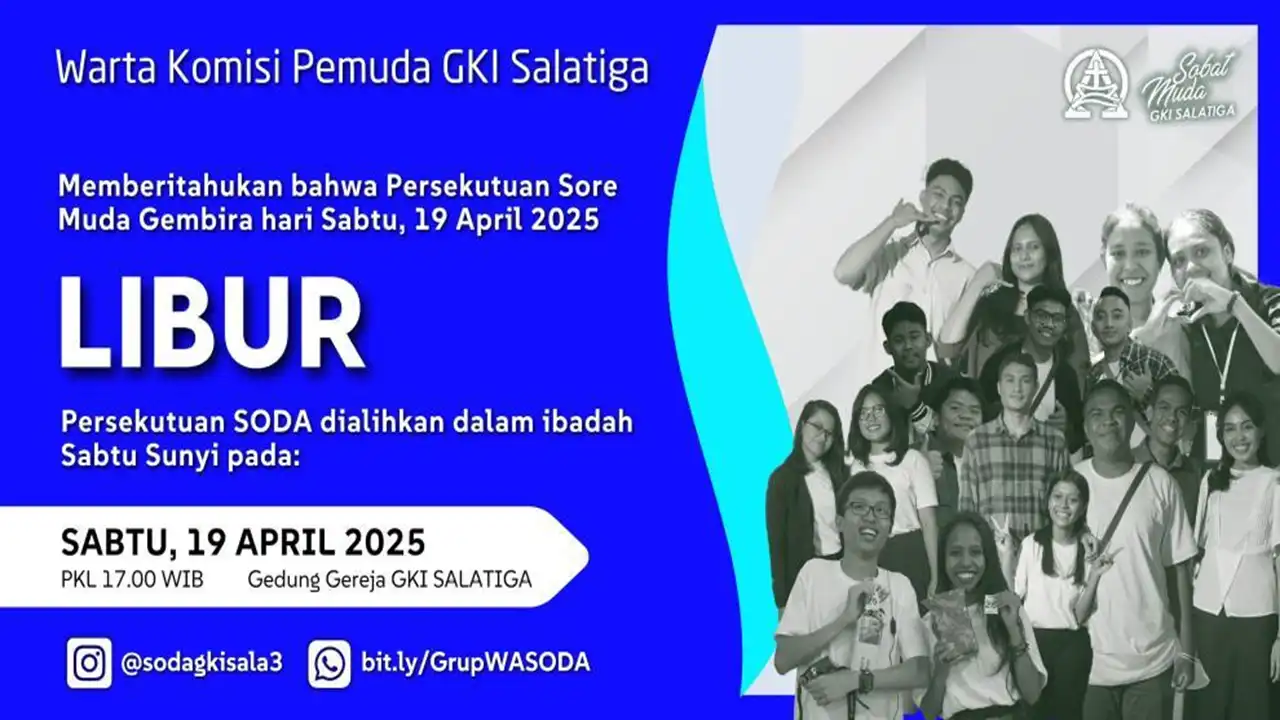 Warta Komisi Pemuda GKI Salatiga
Sobat
Muda
GKI SALATIGA
Memberitahukan bahwa Persekutuan Sore
Muda Gembira hari Sabtu, 19 April 2025
LIBUR
Persekutuan SODA dialihkan dalam ibadah
Sabtu Sunyi pada:
SABTU, 19 APRIL 2025
PKL 17.00 WIB Gedung Gereja GKI SALATIGA
@sodagkisala3 bit.ly/GrupWASODA